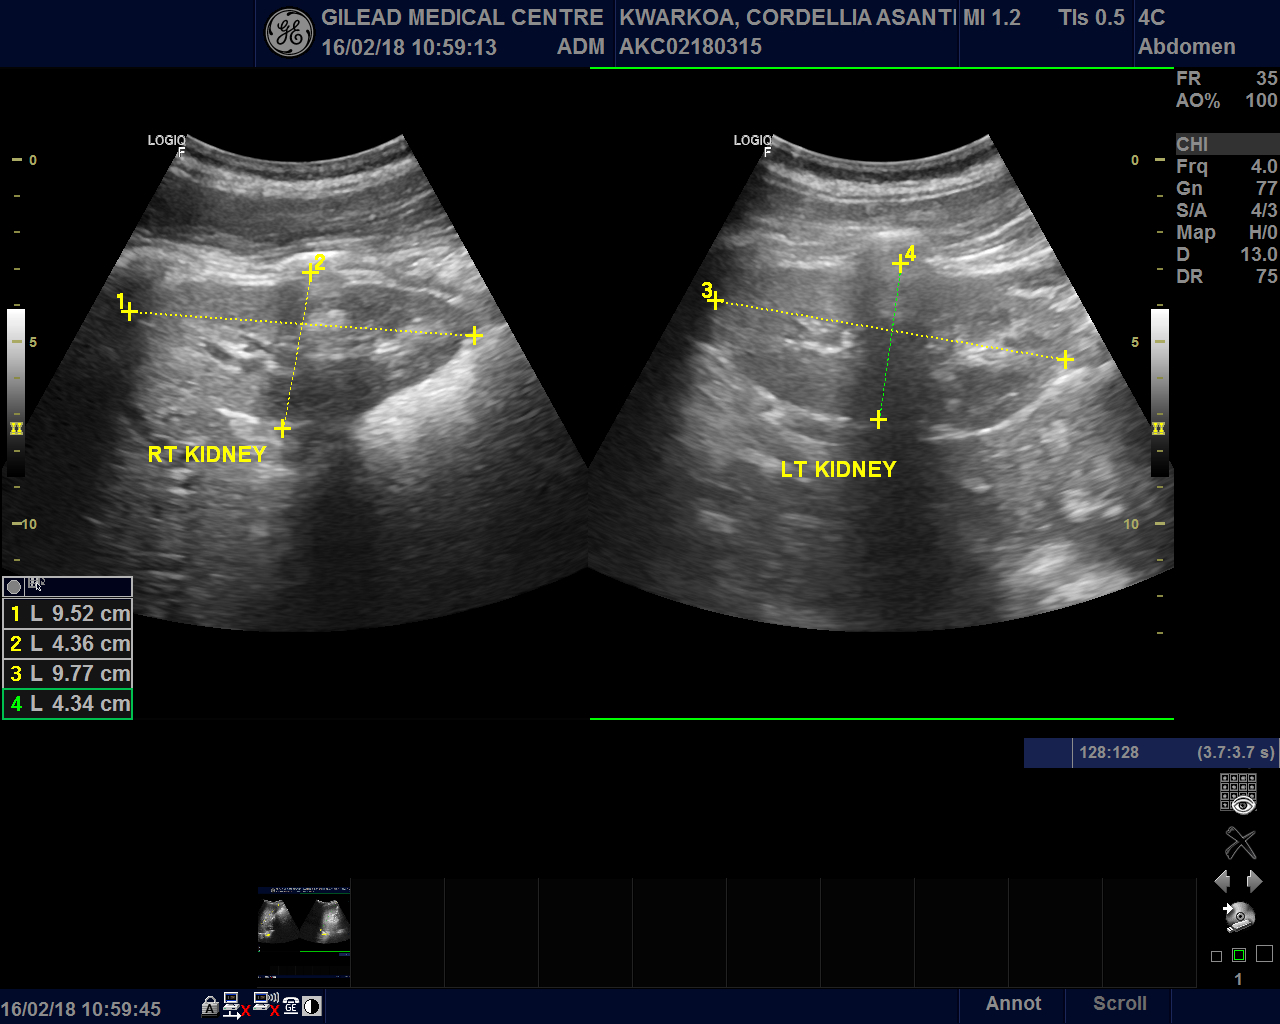 GILEAD MEDICAL CENTRE
16/02/18 10:59:13 ADM
KWARKOA, CORDELLIA ASANTI
AKC02180315
MI 1.2 TIs 0.5
4C
Abdomen
FR 35
AO% 100
CHI
Frq 4.0
Gn 77
S/A 4/3
Map H/0
D 13.0
DR 75
LOGIQ
F
0
5
10
1
2
RT KIDNEY
LOGIQ
F
0
5
10
3
4
LT KIDNEY
1 L 9.52 cm
2 L 4.36 cm
3 L 9.77 cm
4 L 4.34 cm
128:128 (3.7:3.7 s)
1
16/02/18 10:59:45
Annot
Scroll